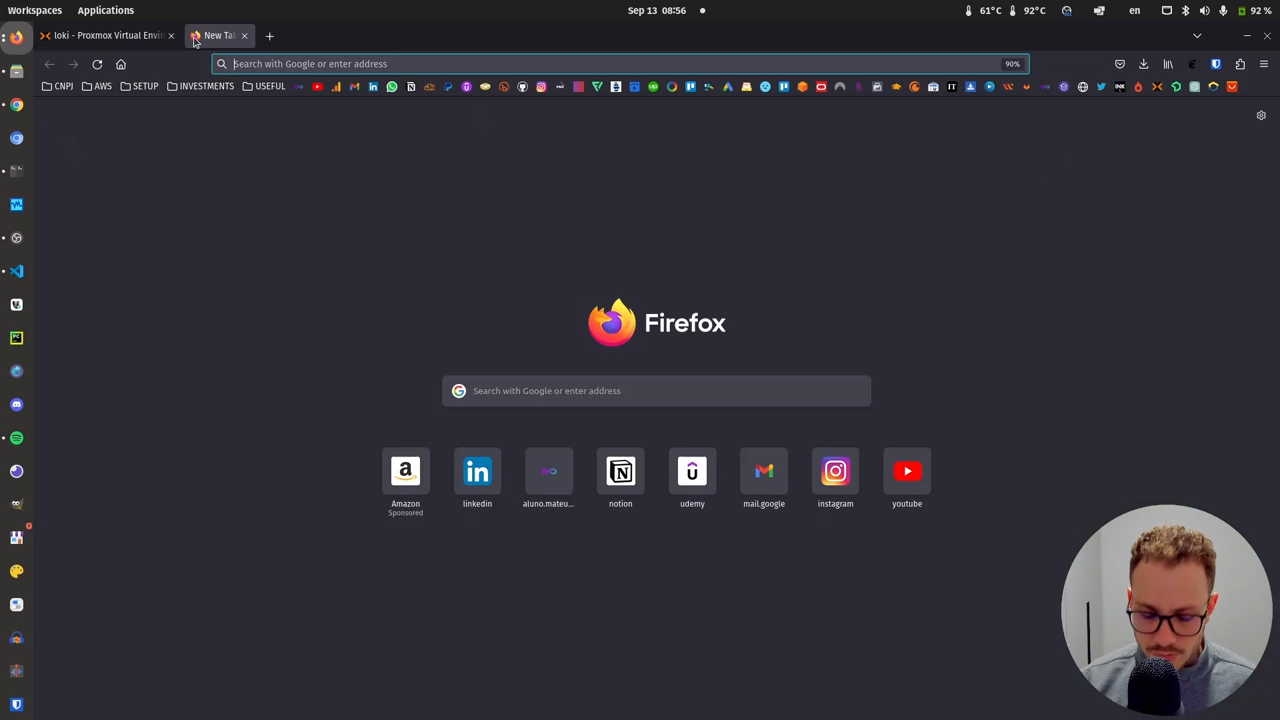 Workspaces Applications Sep 13 08:56 61°C 92°C en 92 %
loki - Proxmox Virtual Envir New Tal
Search with Google or enter address 90%
CNPJ AWS SETUP INVESTMENTS USEFUL
Firefox
Search with Google or enter address
Amazon linkedin aluno.mateu... notion udemy mail.google instagram youtube
Sponsored